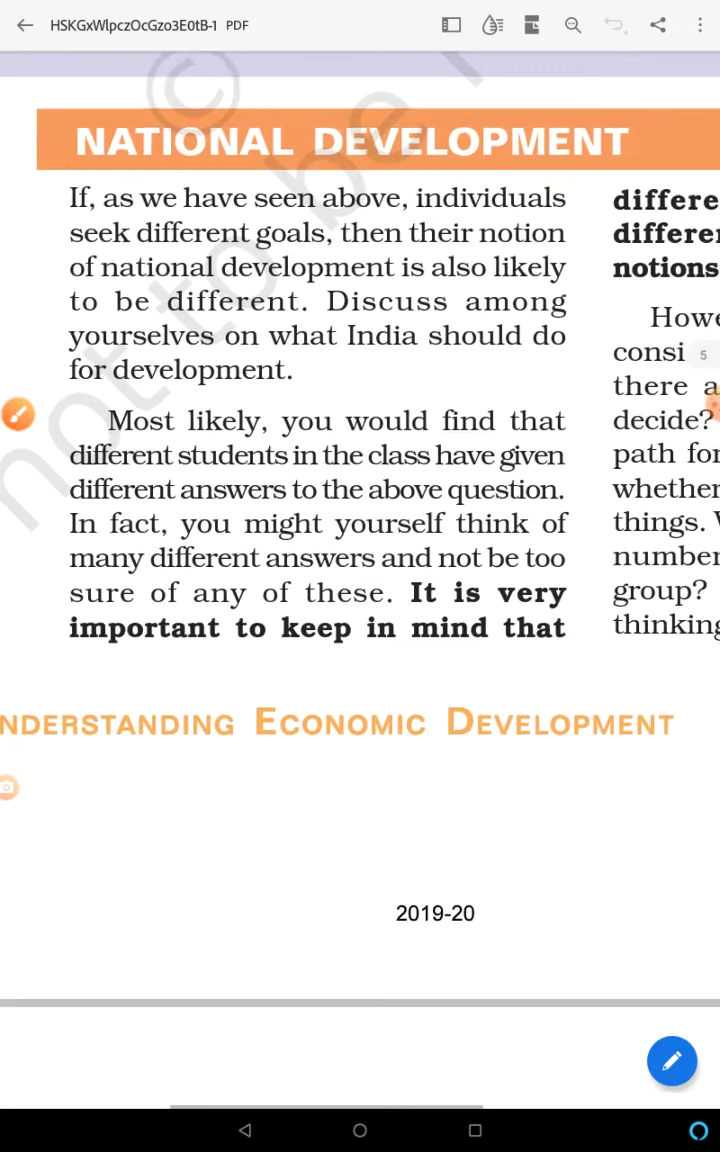 HSKGxWlpczOcGzo3E0tB-1 PDF
NATIONAL DEVELOPMENT
If, as we have seen above, individuals
seek different goals, then their notion
of national development is also likely
to be different. Discuss among
yourselves on what India should do
for development.
Most likely, you would find that
different students in the class have given
different answers to the above question.
In fact, you might yourself think of
many different answers and not be too
sure of any of these. It is very
important to keep in mind that
differe
differe
notions
Howe
consi
5
there a
decide?
path for
whether
things.
number
group?
thinking
NDERSTANDING ECONOMIC DEVELOPMENT
2019-20
© not to be r